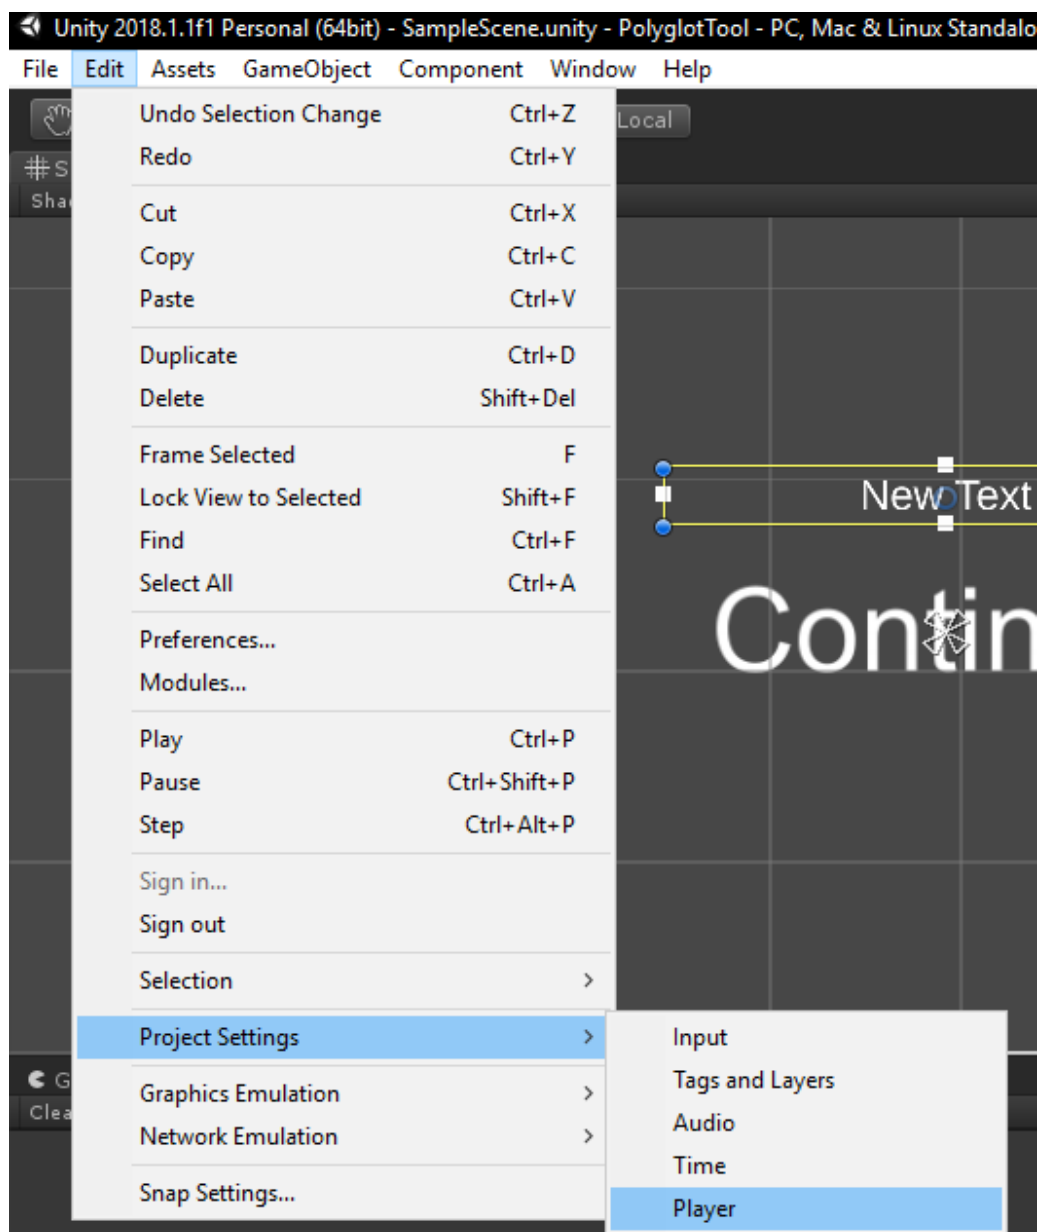 Unity 2018.1.1f1 Personal (64bit) - SampleScene.unity - PolyglotTool - PC, Mac & Linux Standalo
File Edit Assets GameObject Component Window Help
Undo Selection Change Ctrl+Z
Local
Redo Ctrl+Y
S
Sha
Cut Ctrl+X
Copy Ctrl+C
Paste Ctrl+V
Duplicate Ctrl+D
Delete Shift+Del
Frame Selected F
Lock View to Selected Shift+F
New Text
Find Ctrl+F
Select All Ctrl+A
Contin
Preferences...
Modules...
Play Ctrl+P
Pause Ctrl+Shift+P
Step Ctrl+Alt+P
Sign in...
Sign out
Selection >
Project Settings >
Input
G
Tags and Layers
Graphics Emulation >
Clea
Audio
Network Emulation >
Time
Snap Settings...
Player